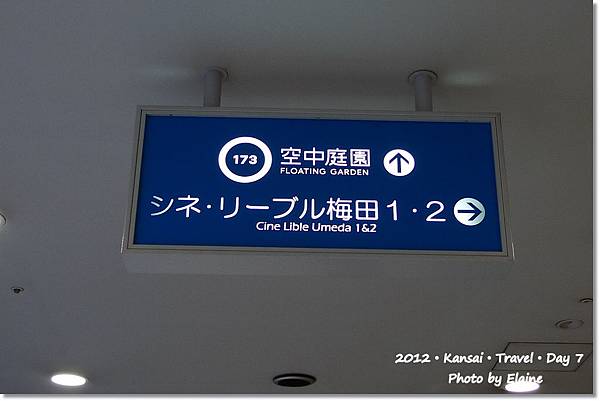 173 空中庭園 ↑
FLOATING GARDEN
シネ・リーブル梅田1・2 →
Cine Lible Umeda 1&2
2012・Kansai・Travel・Day 7
Photo by Elaine